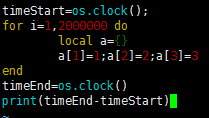 timeStart=os.clock();
for i=1,2000000 do
        local a={}
        a[1]=1;a[2]=2;a[3]=3
end
timeEnd=os.clock()
print(timeEnd-timeStart)
~